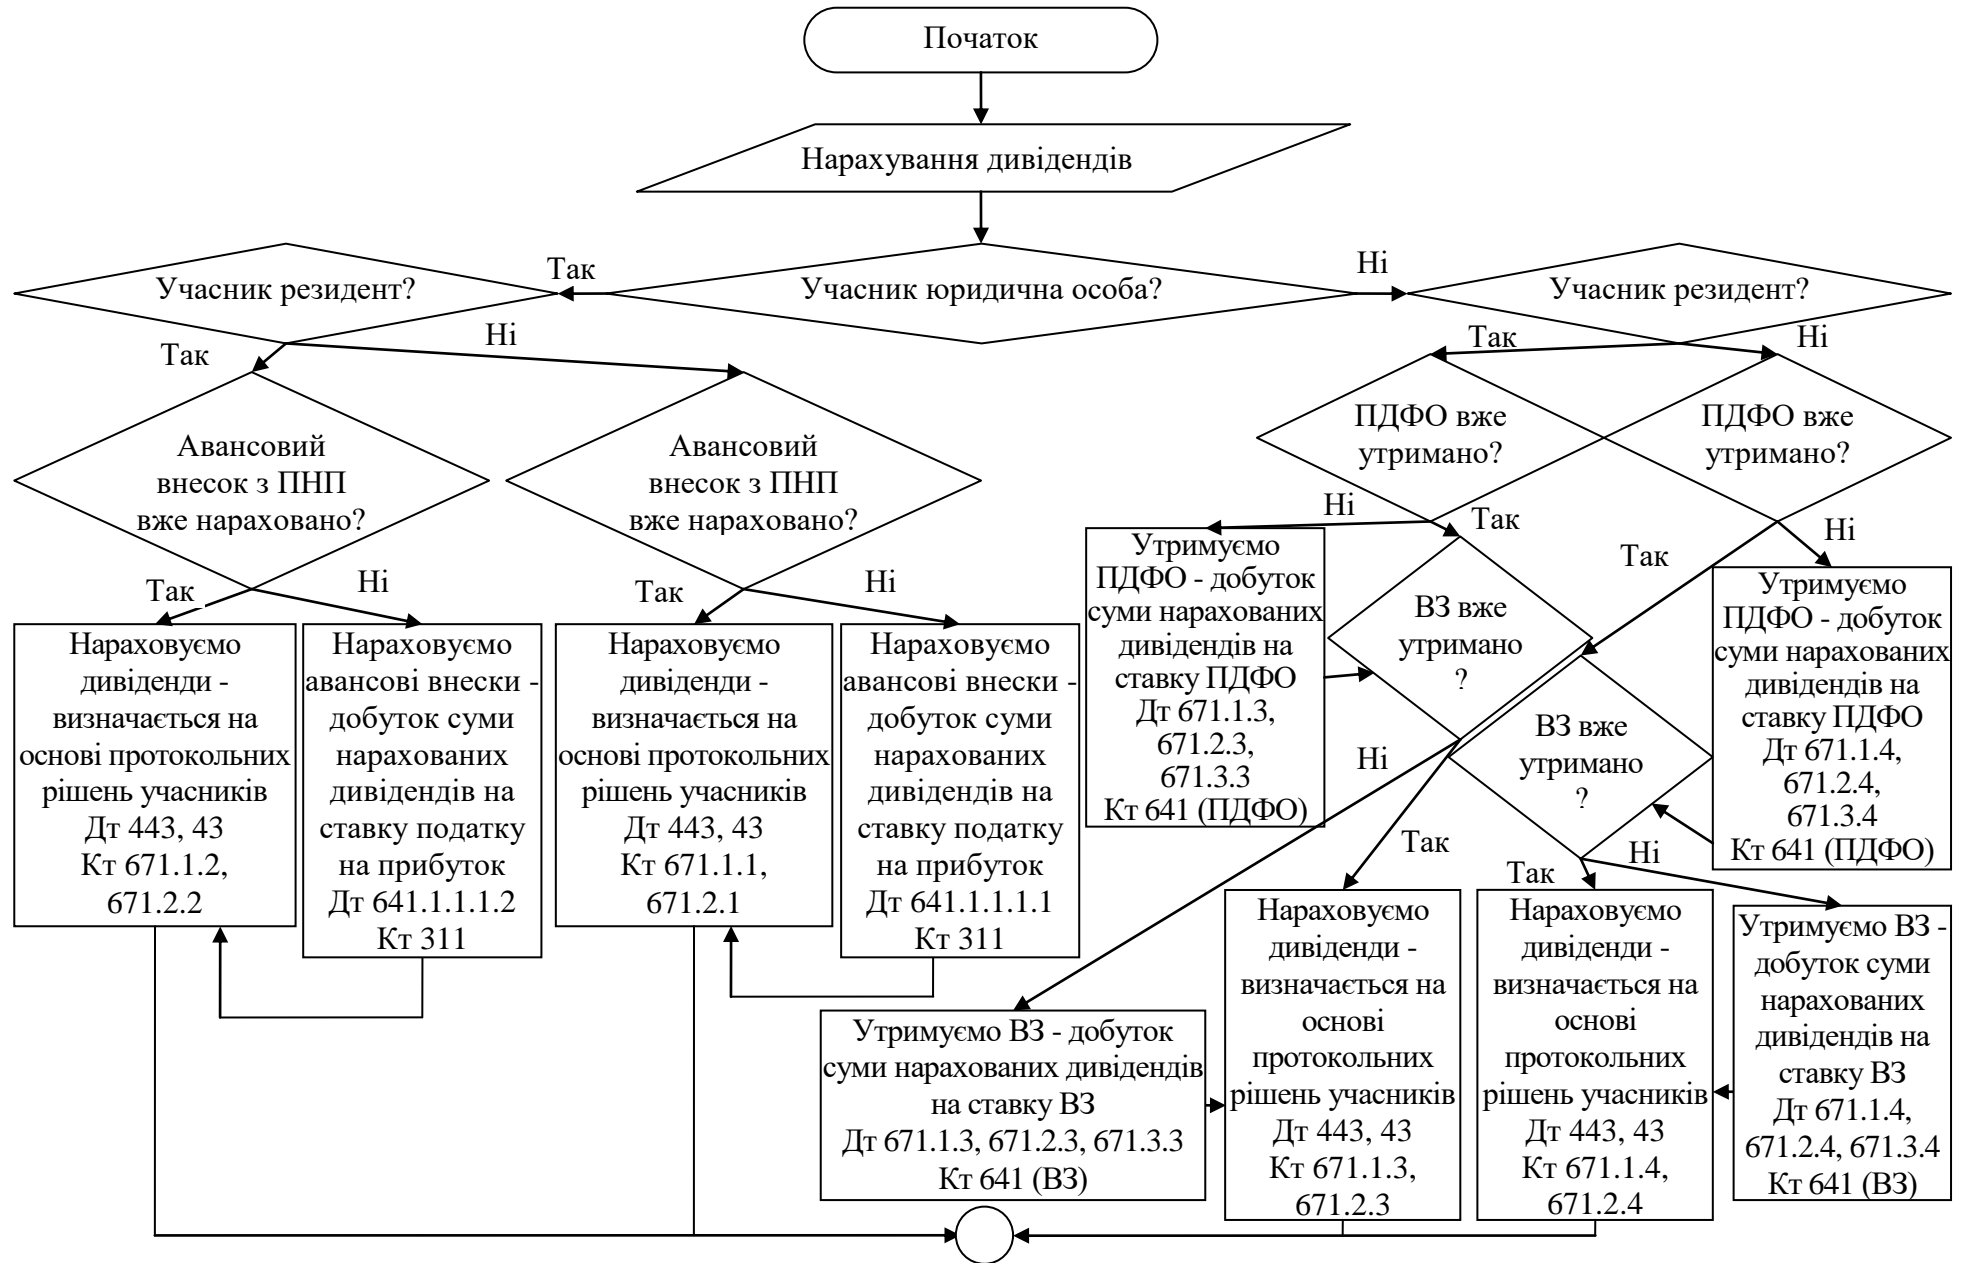 Початок
Нарахування дивідендів
Так
Ні
Учасник резидент?
Учасник юридична особа?
Учасник резидент?
Так
Ні
Так
Ні
Авансовий
внесок з ПНП
вже нараховано?
Авансовий
внесок з ПНП
вже нараховано?
ПДФО вже
утримано?
ПДФО вже
утримано?
Так
Ні
Так
Ні
Ні
Так
Так
Ні
Нараховуємо
дивіденди -
визначається на
основі протокольних
рішень учасників
Дт 443, 43
Кт 671.1.2,
671.2.2
Нараховуємо
авансові внески -
добуток суми
нарахованих
дивідендів на
ставку податку
на прибуток
Дт 641.1.1.1.2
Кт 311
Нараховуємо
дивіденди -
визначається на
основі протокольних
рішень учасників
Дт 443, 43
Кт 671.1.1,
671.2.1
Нараховуємо
авансові внески -
добуток суми
нарахованих
дивідендів на
ставку податку
на прибуток
Дт 641.1.1.1.1
Кт 311
Утримуємо
ПДФО - добуток
суми нарахованих
дивідендів на
ставку ПДФО
Дт 671.1.3,
671.2.3,
671.3.3
Кт 641 (ПДФО)
ВЗ вже
утримано
?
ВЗ вже
утримано
?
Утримуємо
ПДФО - добуток
суми нарахованих
дивідендів на
ставку ПДФО
Дт 671.1.4,
671.2.4,
671.3.4
Кт 641 (ПДФО)
Ні
Так
Так
Ні
Утримуємо ВЗ - добуток
суми нарахованих дивідендів
на ставку ВЗ
Дт 671.1.3, 671.2.3, 671.3.3
Кт 641 (ВЗ)
Нараховуємо
дивіденди -
визначається на
основі
протокольних
рішень учасників
Дт 443, 43
Кт 671.1.3,
671.2.3
Нараховуємо
дивіденди -
визначається на
основі
протокольних
рішень учасників
Дт 443, 43
Кт 671.1.4,
671.2.4
Утримуємо ВЗ -
добуток суми
нарахованих
дивідендів на
ставку ВЗ
Дт 671.1.4,
671.2.4, 671.3.4
Кт 641 (ВЗ)